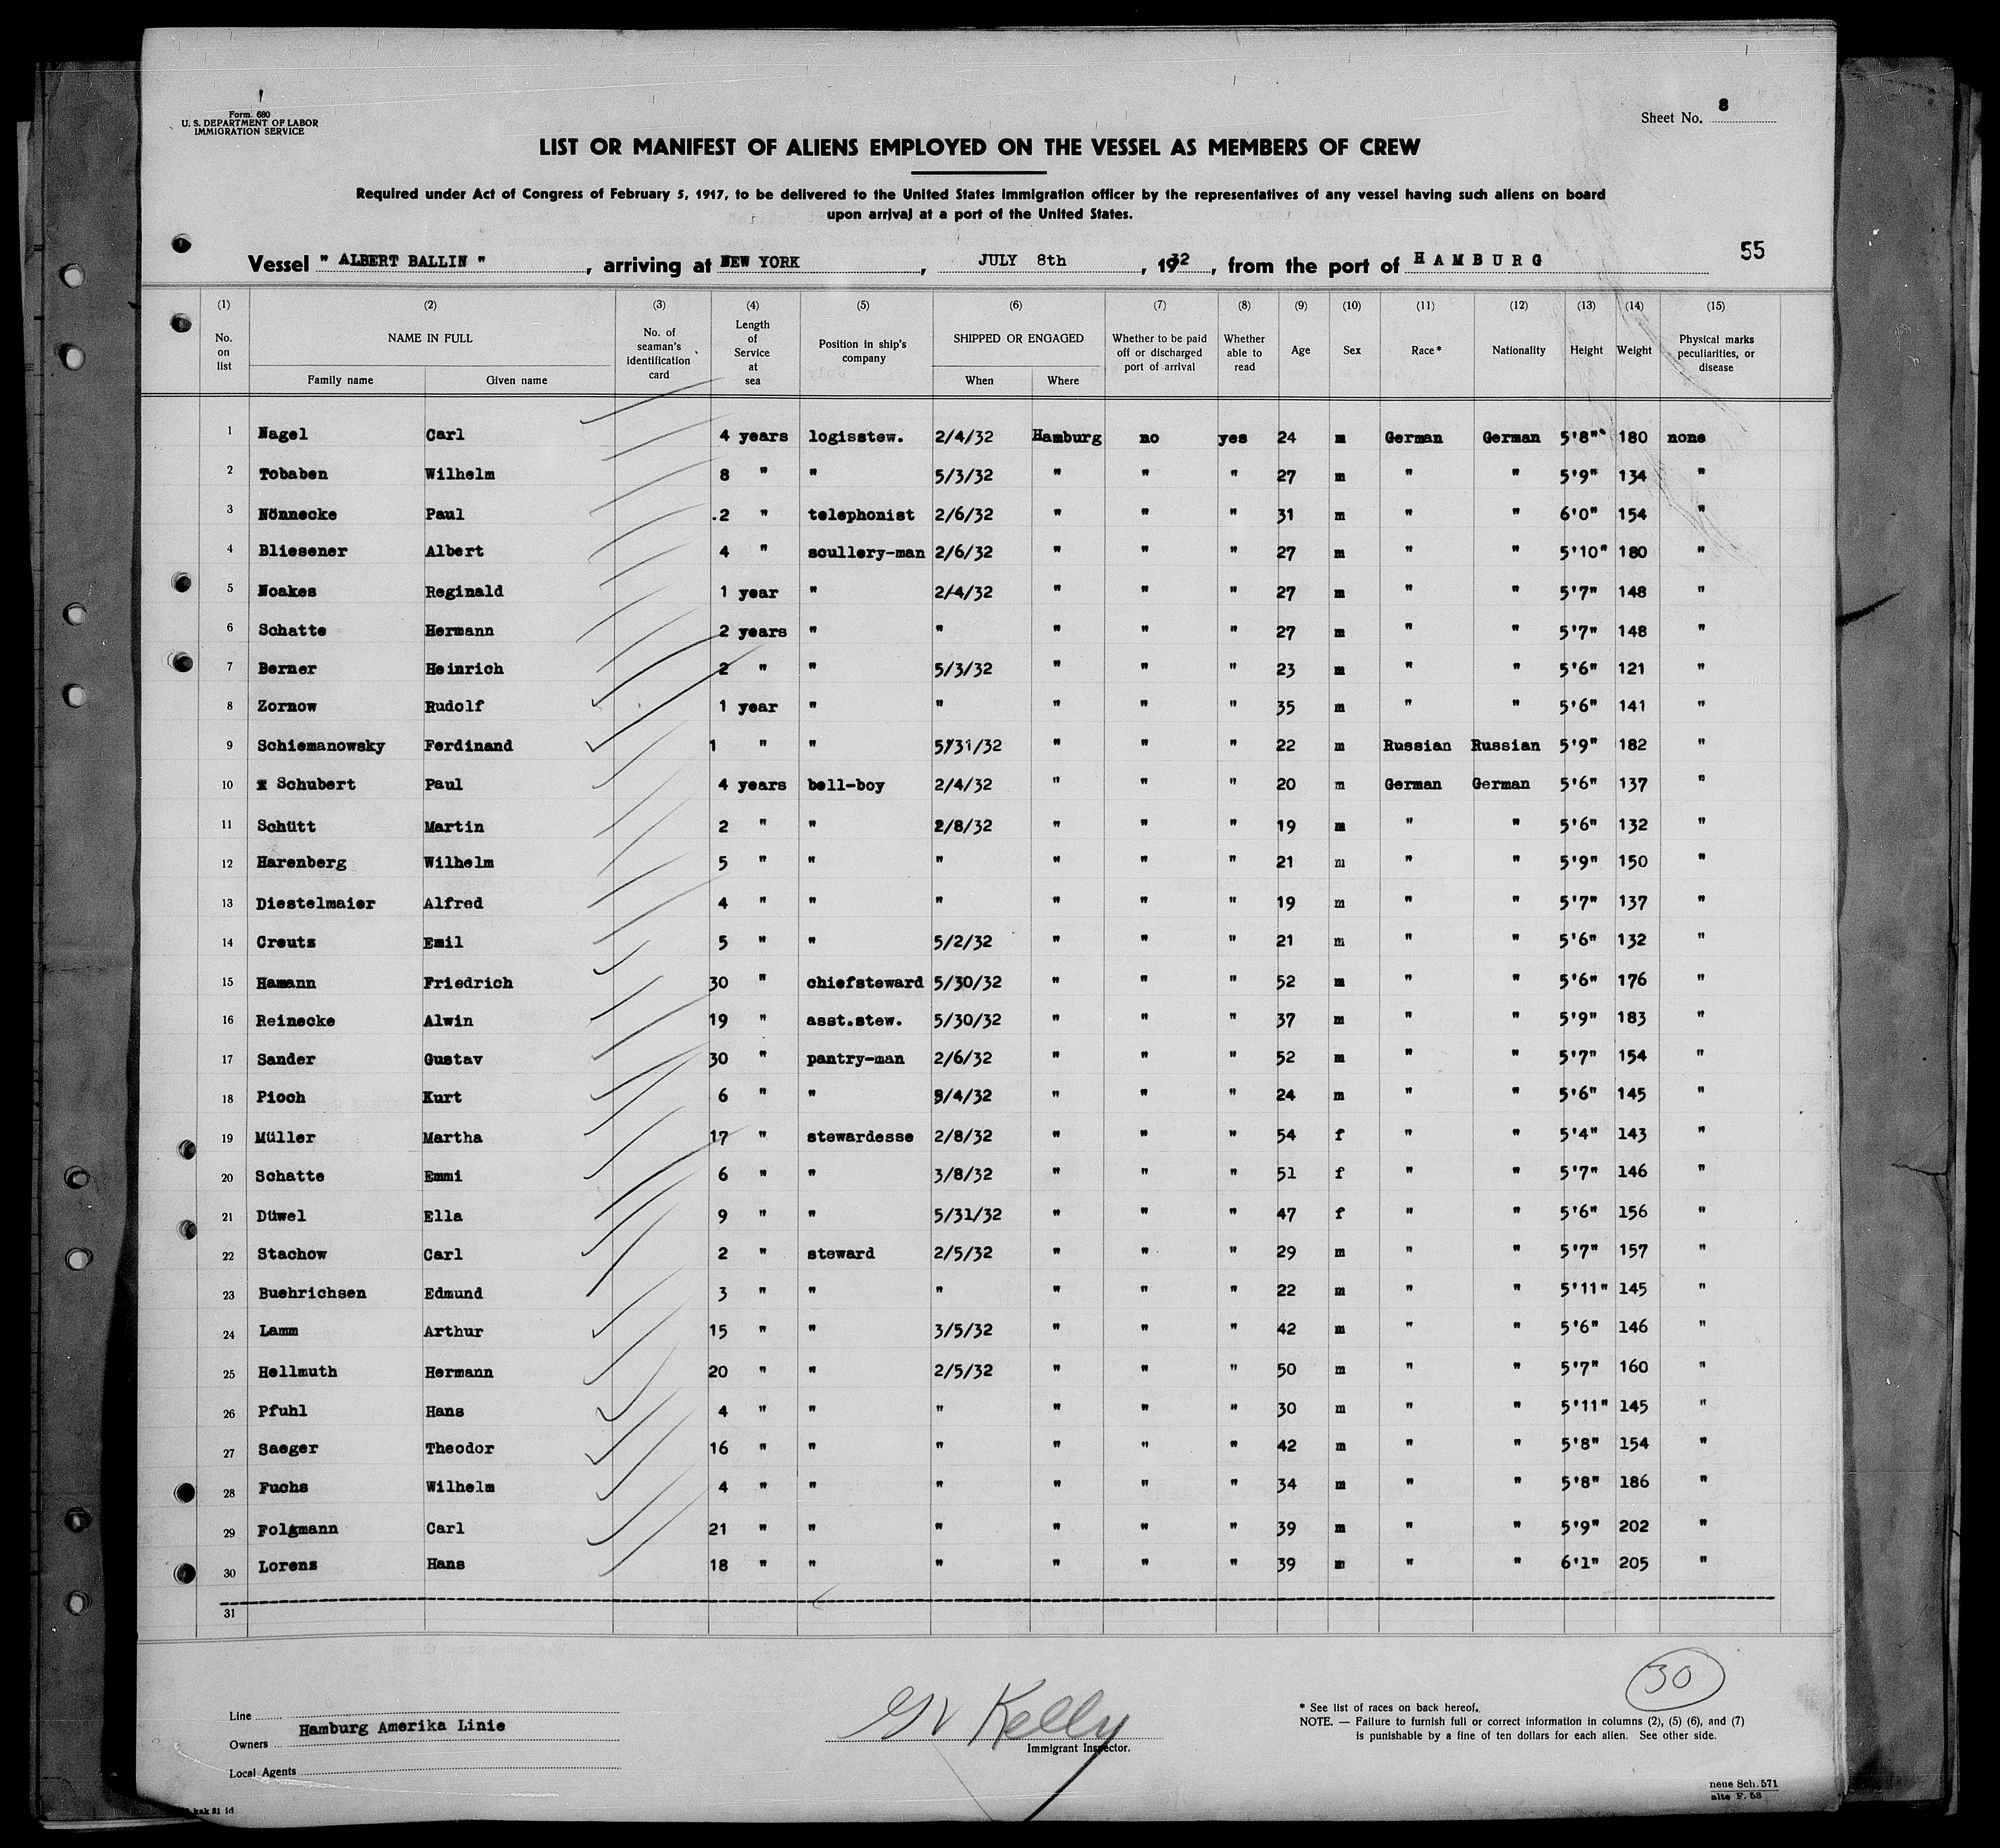 Form. 680
U. S. DEPARTMENT OF LABOR
IMMIGRATION SERVICE
Sheet No. 8
LIST OR MANIFEST OF ALIENS EMPLOYED ON THE VESSEL AS MEMBERS OF CREW
Required under Act of Congress of February 5, 1917, to be delivered to the United States immigration officer by the representatives of any vessel having such aliens on board
upon arrival at a port of the United States.
Vessel " ALBERT BALLIN ", arriving at NEW YORK, JULY 8th, 1932, from the port of HAMBURG 55
(1) (2) (3) (4) (5) (6) (7) (8) (9) (10) (11) (12) (13) (14) (15)
No. on list NAME IN FULL Family name Given name No. of seaman's identification card Length of Service at sea Position in ship's company SHIPPED OR ENGAGED When Where Whether to be paid off or discharged port of arrival Whether able to read Age Sex Race* Nationality Height Weight Physical marks peculiarities, or disease
1 Nagel Carl 4 years logisstew. 2/4/32 Hamburg no yes 24 m German German 5'8" 180 none
2 Tobaben Wilhelm 8 " " 5/3/32 " " " 27 m " " 5'9" 134 "
3 Nönnecke Paul .2 " telephonist 2/6/32 " " " 31 m " " 6'0" 154 "
4 Bliesener Albert 4 " scullery-man 2/6/32 " " " 27 m " " 5'10" 180 "
5 Noakes Reginald 1 year " 2/4/32 " " " 27 m " " 5'7" 148 "
6 Schatte Hermann 2 years " " " " " 27 m " " 5'7" 148 "
7 Berner Heinrich 2 " " 5/3/32 " " " 23 m " " 5'6" 121 "
8 Zornow Rudolf 1 year " " " " " 35 m " " 5'6" 141 "
9 Schiemanowsky Ferdinand 1 " " 5/31/32 " " " 22 m Russian Russian 5'9" 182 "
10 Schubert Paul 4 years bell-boy 2/4/32 " " " 20 m German German 5'6" 137 "
11 Schütt Martin 2 " " 2/8/32 " " " 19 m " " 5'6" 132 "
12 Harenberg Wilhelm 5 " " " " " " 21 m " " 5'9" 150 "
13 Diestelmaier Alfred 4 " " " " " " 19 m " " 5'7" 137 "
14 Creutz Emil 5 " " 5/2/32 " " " 21 m " " 5'6" 132 "
15 Hamann Friedrich 30 " chiefsteward 5/30/32 " " " 52 m " " 5'6" 176 "
16 Reinecke Alwin 19 " asst.stew. 5/30/32 " " " 37 m " " 5'9" 183 "
17 Sander Gustav 30 " pantry-man 2/6/32 " " " 52 m " " 5'7" 154 "
18 Pioch Kurt 6 " " /4/32 " " " 24 m " " 5'6" 145 "
19 Müller Martha 17 " stewardesse 2/8/32 " " " 54 f " " 5'4" 143 "
20 Schatte Emmi 6 " " 3/8/32 " " " 51 f " " 5'7" 146 "
21 Düwel Ella 9 " " 5/31/32 " " " 47 f " " 5'6" 156 "
22 Stachow Carl 2 " steward 2/5/32 " " " 29 m " " 5'7" 157 "
23 Buehrichsen Edmund 3 " " " " " " 22 m " " 5'11" 145 "
24 Lamm Arthur 15 " " 3/5/32 " " " 42 m " " 5'6" 146 "
25 Hellmuth Hermann 20 " " 2/5/32 " " " 50 m " " 5'7" 160 "
26 Pfuhl Hans 4 " " " " " " 30 m " " 5'11" 145 "
27 Saeger Theodor 16 " " " " " " 42 m " " 5'8" 154 "
28 Fuchs Wilhelm 4 " " " " " " 34 m " " 5'8" 186 "
29 Folgmann Carl 21 " " " " " " 39 m " " 5'9" 202 "
30 Lorenz Hans 18 " " " " " " 39 m " " 6'1" 205 "
31
30
Line
Hamburg Amerika Linie
Owners
Local Agents
Kelly
Immigrant Inspector.
* See list of races on back hereof.
NOTE. — Failure to furnish full or correct information in columns (2), (5) (6), and (7)
is punishable by a fine of ten dollars for each alien. See other side.
neue Sch. 571
alte F. 53
kak 31 1d